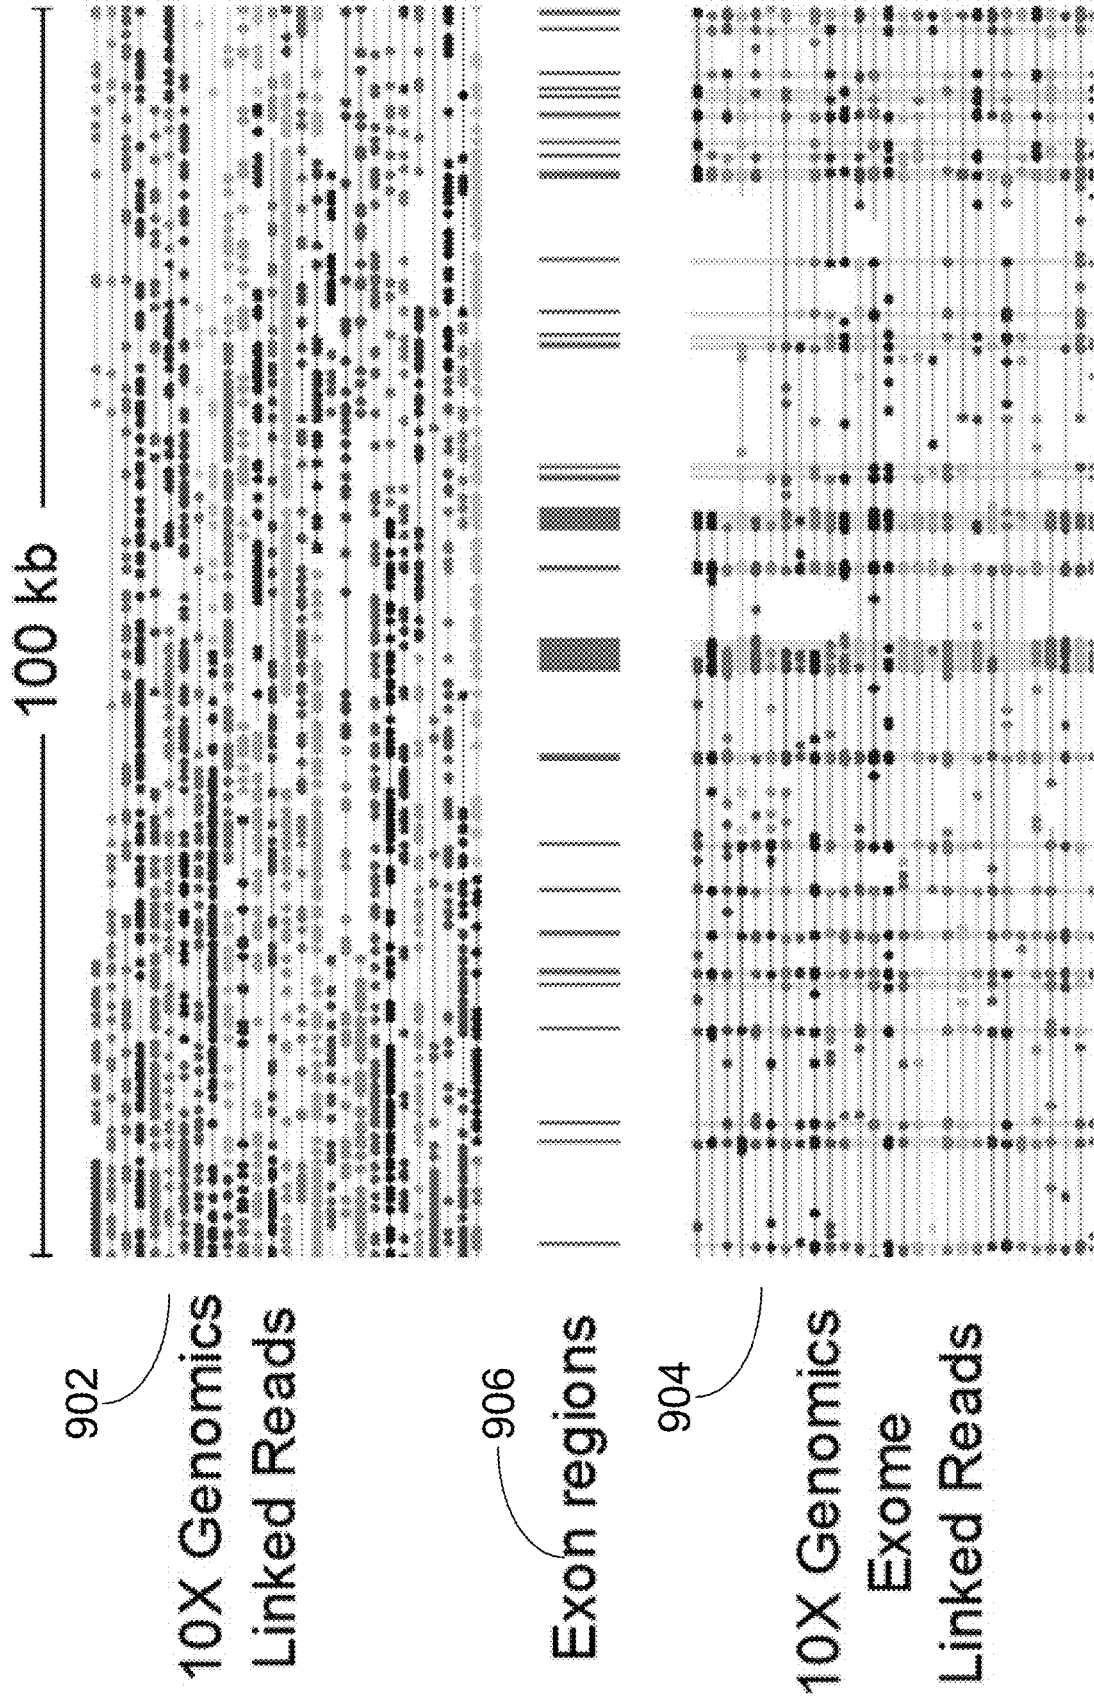 100 kb
902
10X Genomics
Linked Reads
906
Exon regions
904
10X Genomics
Exome
Linked Reads